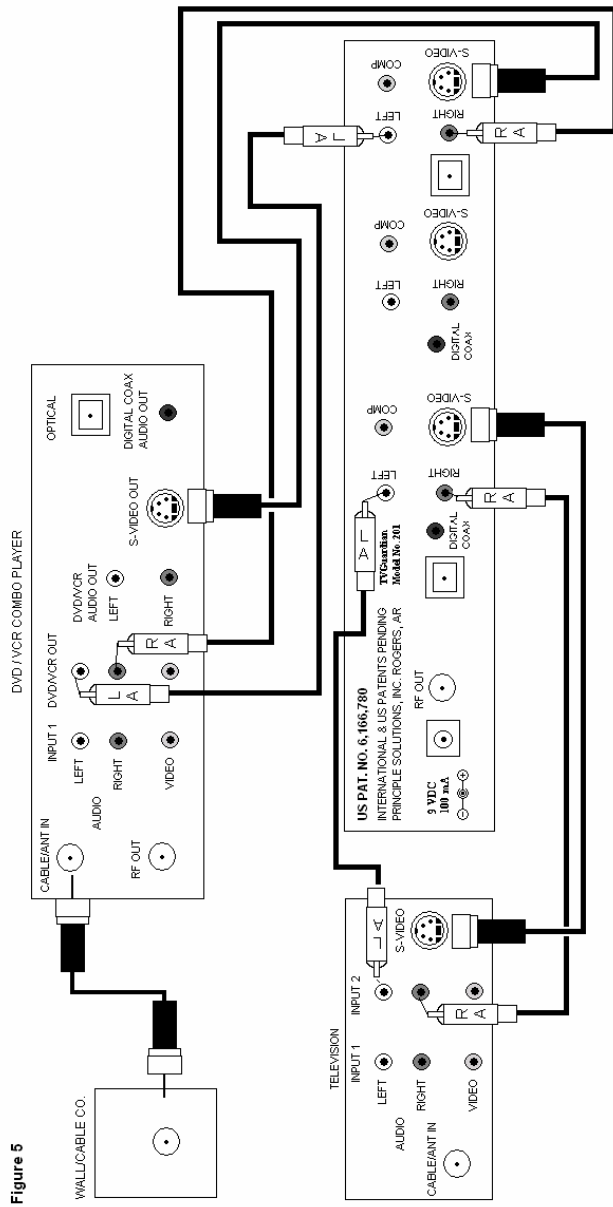 Figure 5
WALL/CABLE CO.
DVD / VCR COMBO PLAYER
CABLE/ANT IN
RF OUT
AUDIO
INPUT 1
LEFT
RIGHT
VIDEO
DVD/VCR OUT
L A
R A
DVD/VCR
AUDIO OUT
LEFT
RIGHT
S-VIDEO OUT
OPTICAL
DIGITAL COAX
AUDIO OUT
TELEVISION
CABLE/ANT IN
AUDIO
INPUT 1
LEFT
RIGHT
VIDEO
INPUT 2
L A
R A
S-VIDEO
US PAT. NO. 6,166,780
INTERNATIONAL & US PATENTS PENDING
PRINCIPLE SOLUTIONS, INC. ROGERS, AR
9 VDC
100 mA
RF OUT
TVGuardian
Model No. 201
DIGITAL
COAX
L A
LEFT
RIGHT
R A
COMP
S-VIDEO
DIGITAL
COAX
LEFT
RIGHT
COMP
S-VIDEO
L A
LEFT
RIGHT
R A
COMP
S-VIDEO